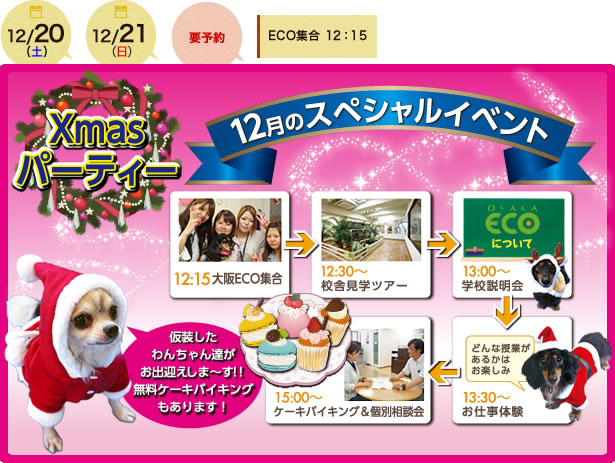 12/20
(土)
12/21
(日)
要予約
ECO集合 12:15
Xmas
パーティー
12月のスペシャルイベント
12:15 大阪ECO集合
12:30～
校舎見学ツアー
OSAKA
ECO
について
13:00～
学校説明会
仮装した
わんちゃん達が
お出迎えしま～す!!
無料ケーキバイキング
もあります！
15:00～
ケーキバイキング＆個別相談会
どんな授業が
あるかは
お楽しみ
13:30～
お仕事体験